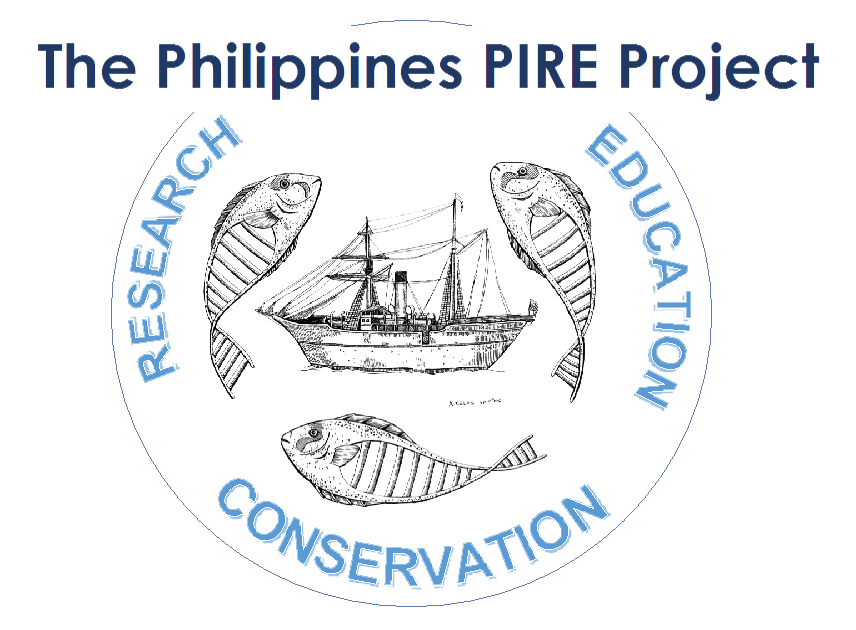 The Philippines PIRE Project
RESEARCH
EDUCATION
CONSERVATION